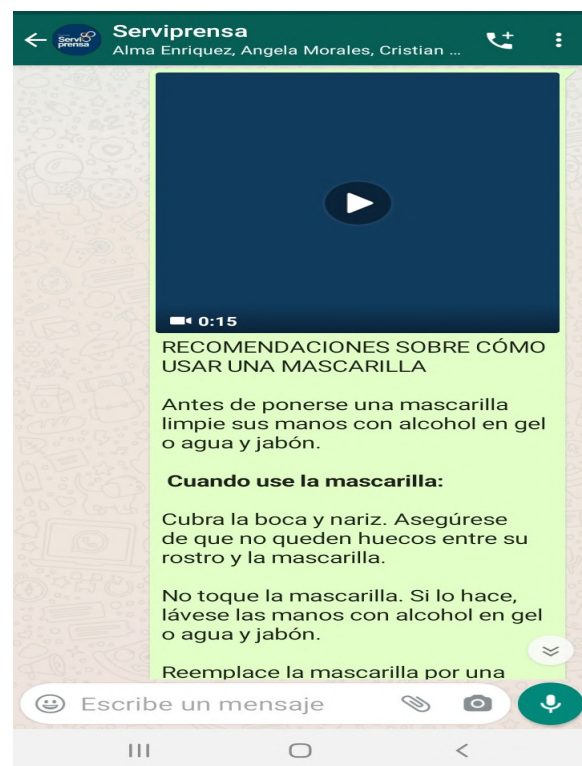 Servi
prensa
Serviprensa
Alma Enriquez, Angela Morales, Cristian ...
0:15
RECOMENDACIONES SOBRE CÓMO
USAR UNA MASCARILLA
Antes de ponerse una mascarilla
limpie sus manos con alcohol en gel
o agua y jabón.
Cuando use la mascarilla:
Cubra la boca y nariz. Asegúrese
de que no queden huecos entre su
rostro y la mascarilla.
No toque la mascarilla. Si lo hace,
lávese las manos con alcohol en gel
o agua y jabón.
Reemplace la mascarilla por una
Escribe un mensaje